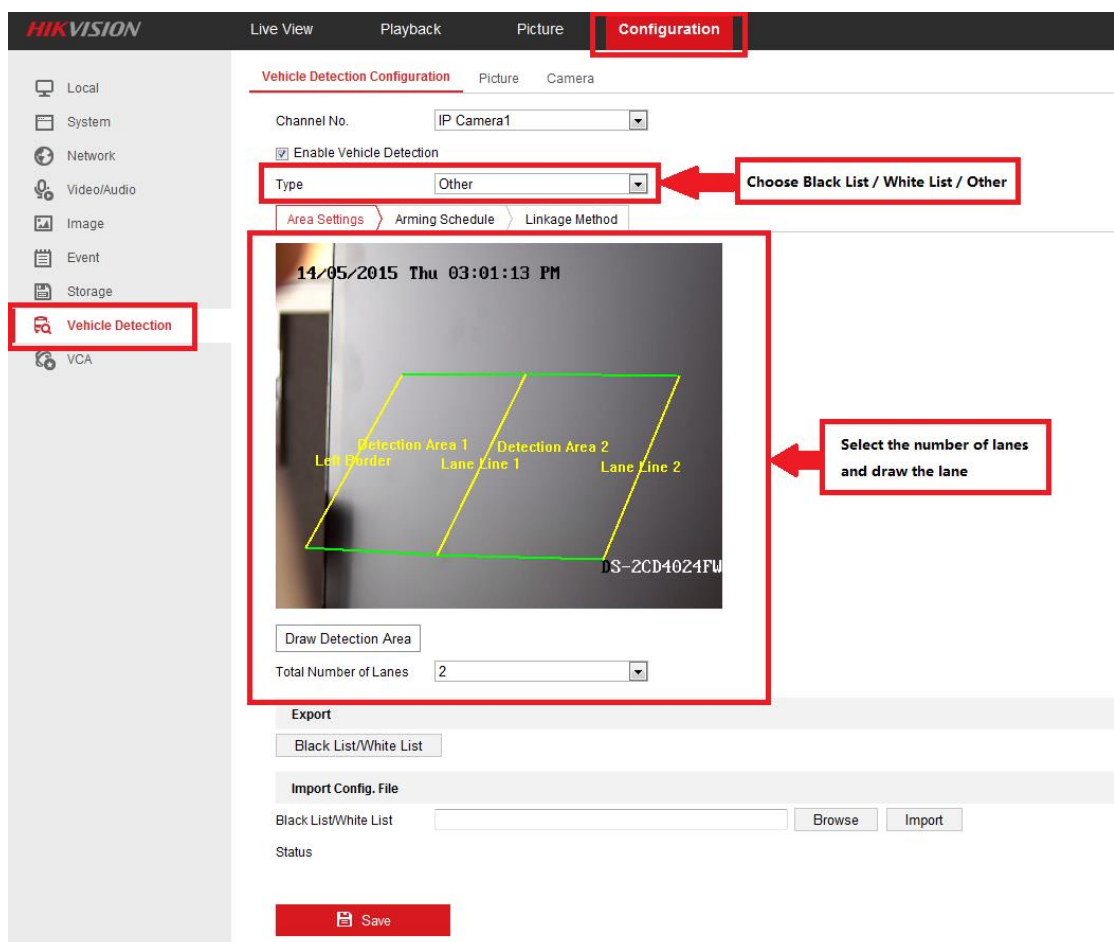 HIKVISION Live View Playback Picture Configuration
Vehicle Detection Configuration Picture Camera
Local
Channel No. IP Camera1
System
Enable Vehicle Detection
Network
Type Other
Choose Black List / White List / Other
Video/Audio
Area Settings Arming Schedule Linkage Method
Image
Event
Storage
Vehicle Detection
VCA
14/05/2015 Thu 03:01:13 PM
Detection Area 1 Detection Area 2
Left Border Lane Line 1 Lane Line 2
DS-2CD4024FW
Select the number of lanes
and draw the lane
Draw Detection Area
Total Number of Lanes 2
Export
Black List/White List
Import Config. File
Black List/White List Browse Import
Status
Save